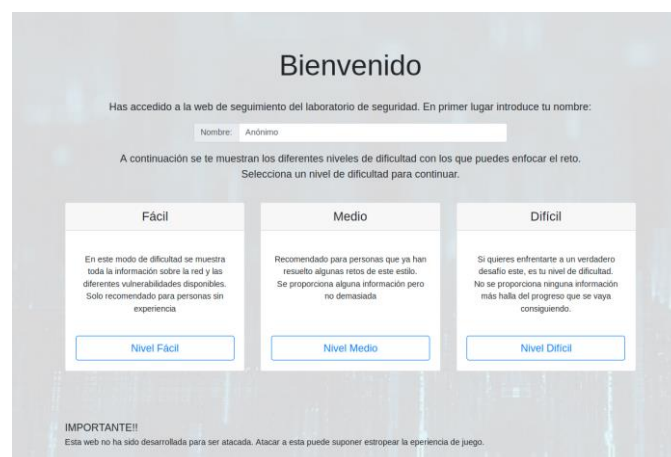 Bienvenido
Has accedido a la web de seguimiento del laboratorio de seguridad. En primer lugar introduce tu nombre:
Nombre: Anónimo
A continuación se te muestran los diferentes niveles de dificultad con los que puedes enfocar el reto.
Selecciona un nivel de dificultad para continuar.
Fácil
En este modo de dificultad se muestra
toda la información sobre la red y las
diferentes vulnerabilidades disponibles.
Solo recomendado para personas sin
experiencia
Nivel Fácil
Medio
Recomendado para personas que ya han
resuelto algunas retos de este estilo.
Se proporciona alguna información pero
no demasiada
Nivel Medio
Difícil
Si quieres enfrentarte a un verdadero
desafío este, es tu nivel de dificultad.
No se proporciona ninguna información
más halla del progreso que se vaya
consiguiendo.
Nivel Difícil
IMPORTANTE!!
Esta web no ha sido desarrollada para ser atacada. Atacar a esta puede suponer estropear la eperiencia de juego.